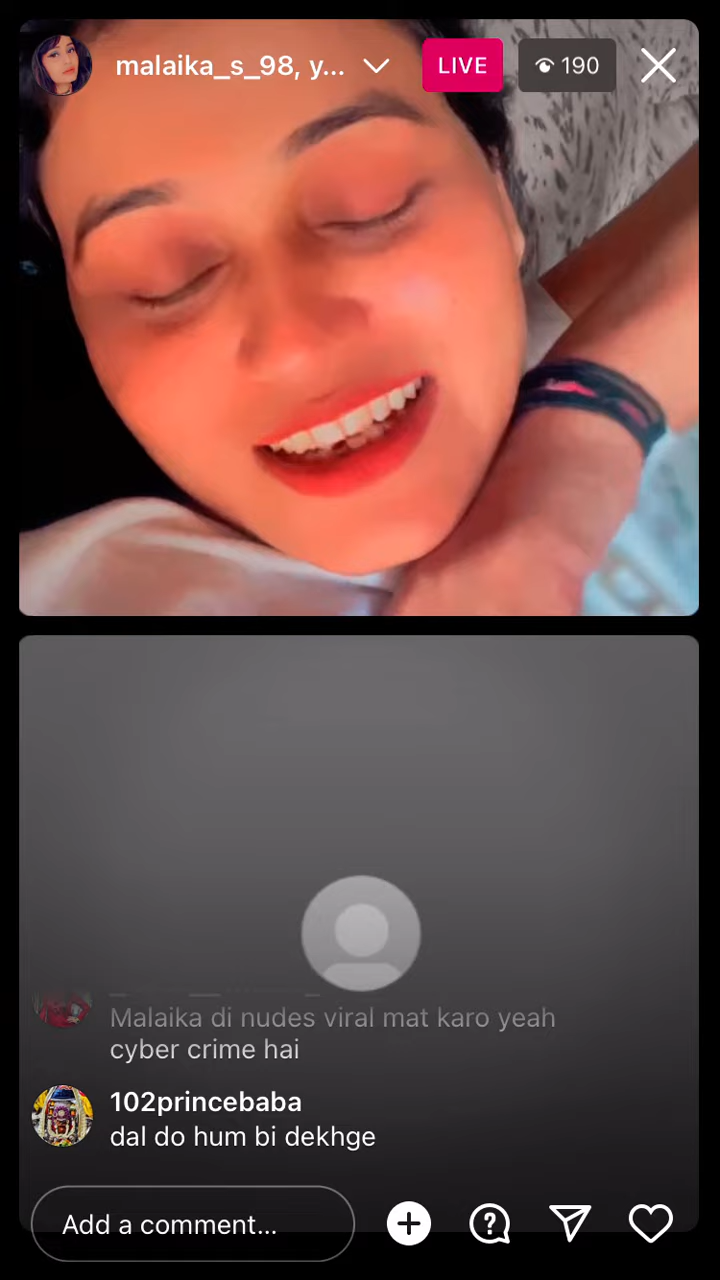 malaika_s_98, y... LIVE 190
Malaika di nudes viral mat karo yeah
cyber crime hai
102princebaba
dal do hum bi dekhge
Add a comment...